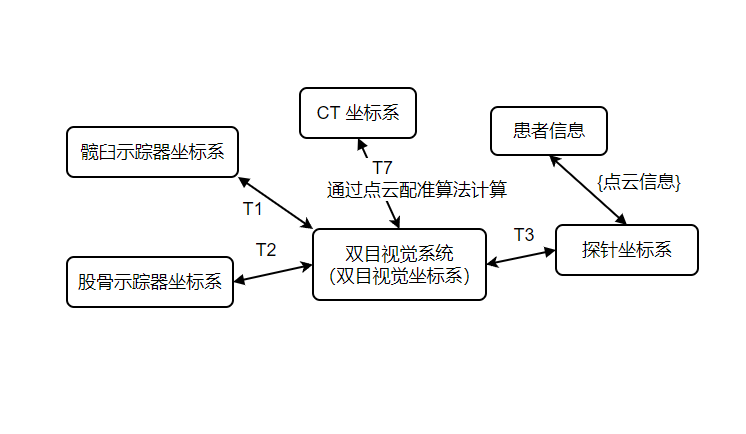 CT 坐标系
患者信息
髋臼示踪器坐标系
T7
通过点云配准算法计算
{点云信息}
T1
T2
T3
双目视觉系统
（双目视觉坐标系）
探针坐标系
股骨示踪器坐标系